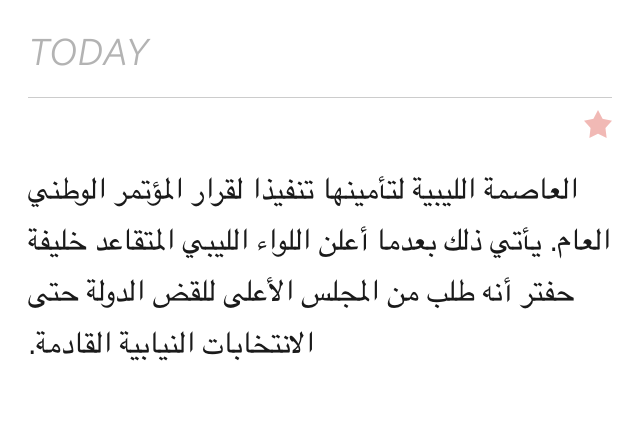 TODAY
العاصمة الليبية لتأمينها تنفيذا لقرار المؤتمر الوطني
العام. يأتي ذلك بعدما أعلن اللواء الليبي المتقاعد خليفة
حفتر أنه طلب من المجلس الأعلى للقض الدولة حتى
الانتخابات النيابية القادمة.